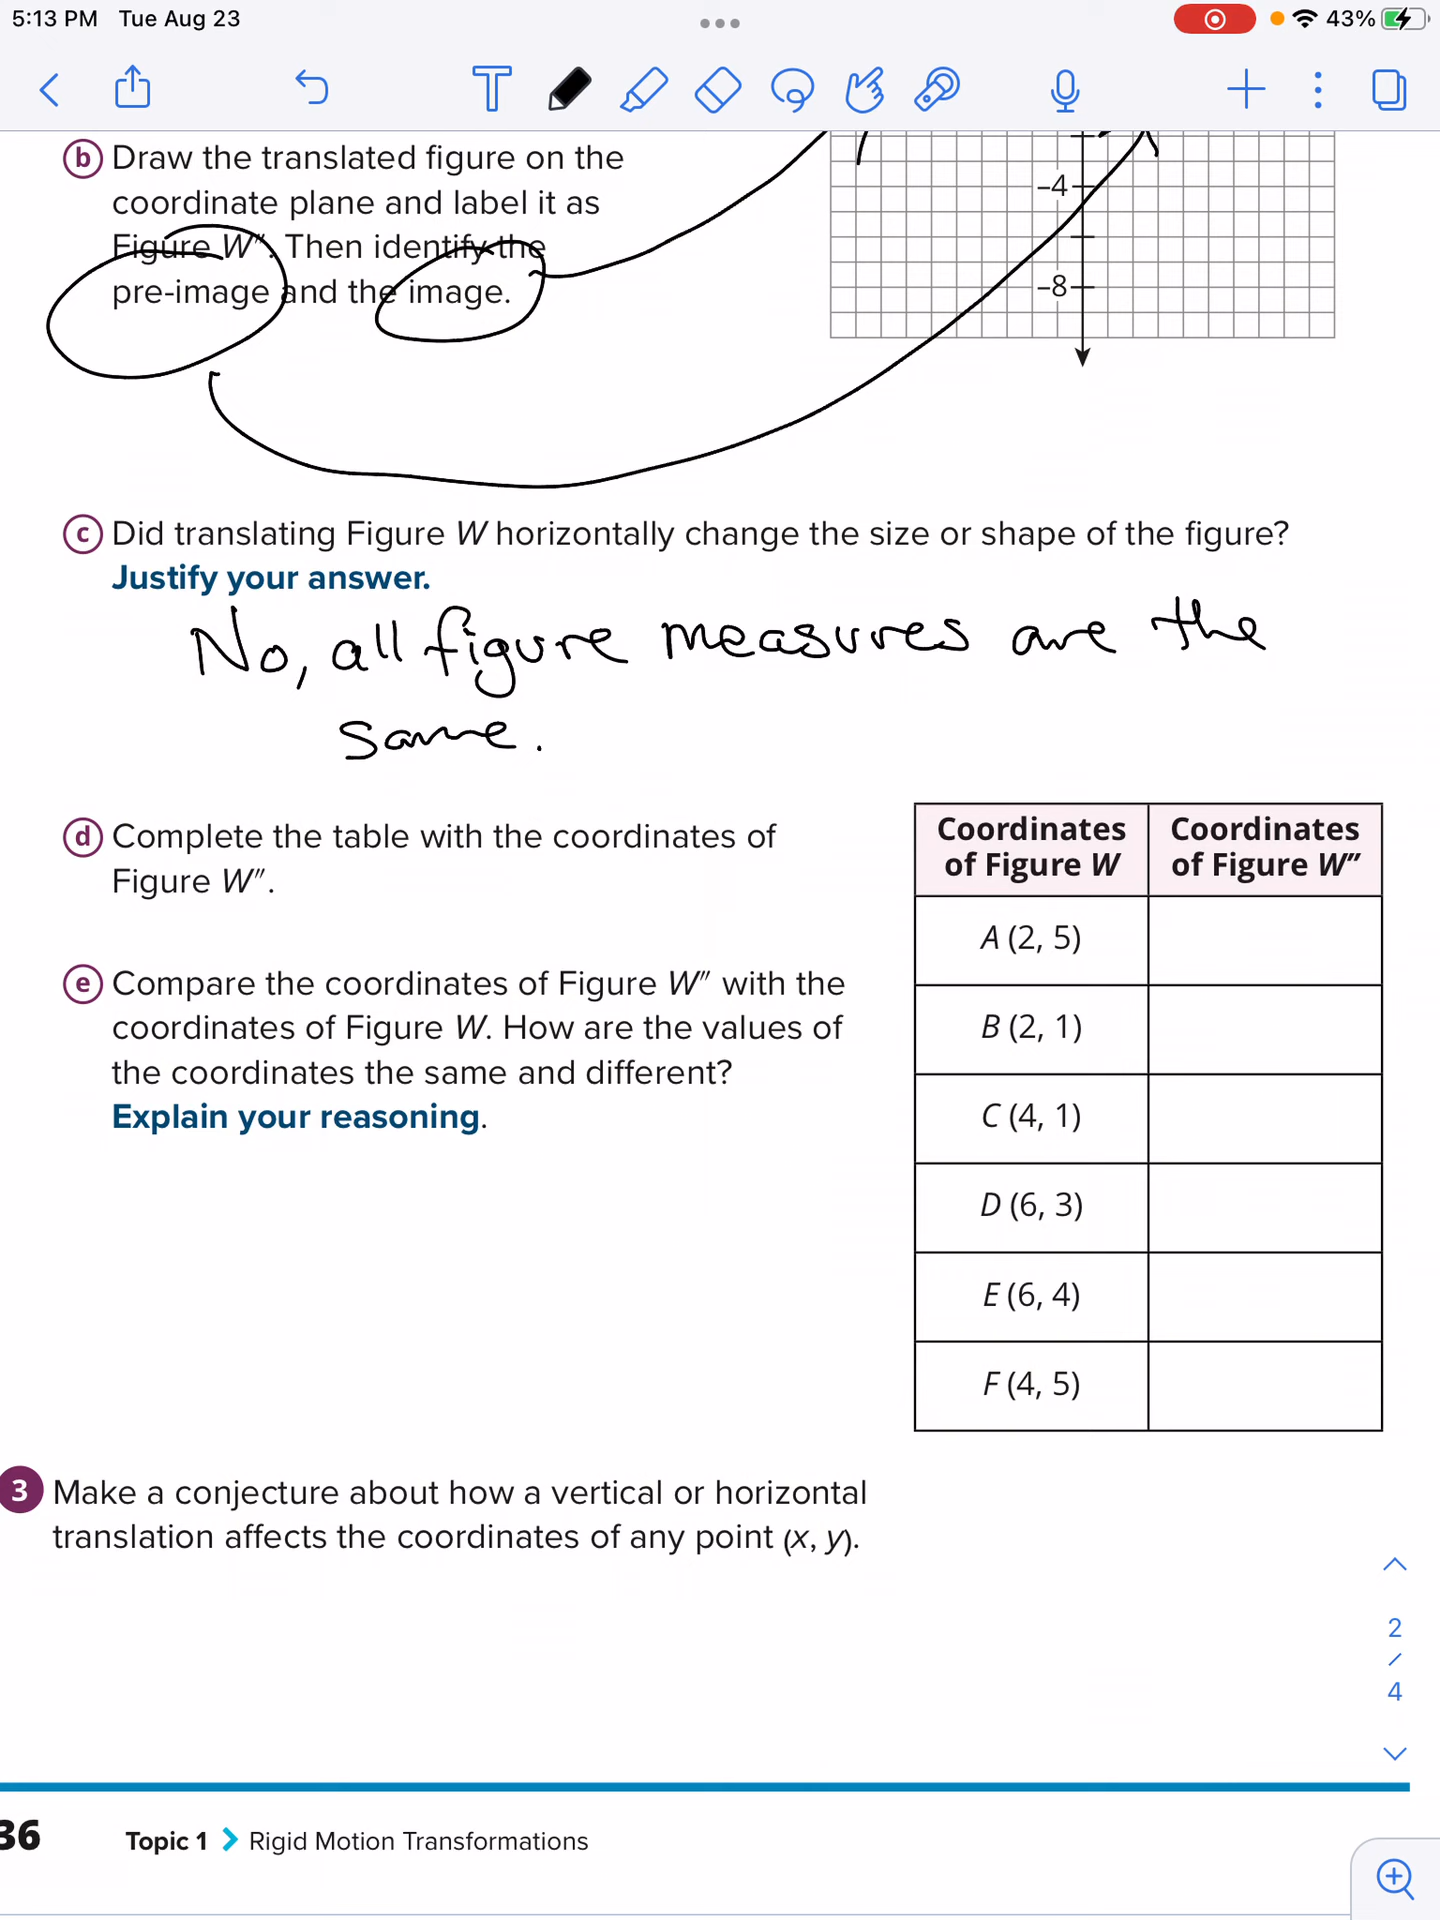 5:13 PM Tue Aug 23
43%
b Draw the translated figure on the
coordinate plane and label it as
Figure W″. Then identify the
pre-image and the image.
–4
–8
c Did translating Figure W horizontally change the size or shape of the figure?
Justify your answer.
No, all figure measures are the
same.
d Complete the table with the coordinates of
Figure W″.
e Compare the coordinates of Figure W″ with the
coordinates of Figure W. How are the values of
the coordinates the same and different?
Explain your reasoning.
Coordinates of Figure W
Coordinates of Figure W″
A (2, 5)
B (2, 1)
C (4, 1)
D (6, 3)
E (6, 4)
F (4, 5)
3 Make a conjecture about how a vertical or horizontal
translation affects the coordinates of any point (x, y).
2
/
4
36 Topic 1 > Rigid Motion Transformations